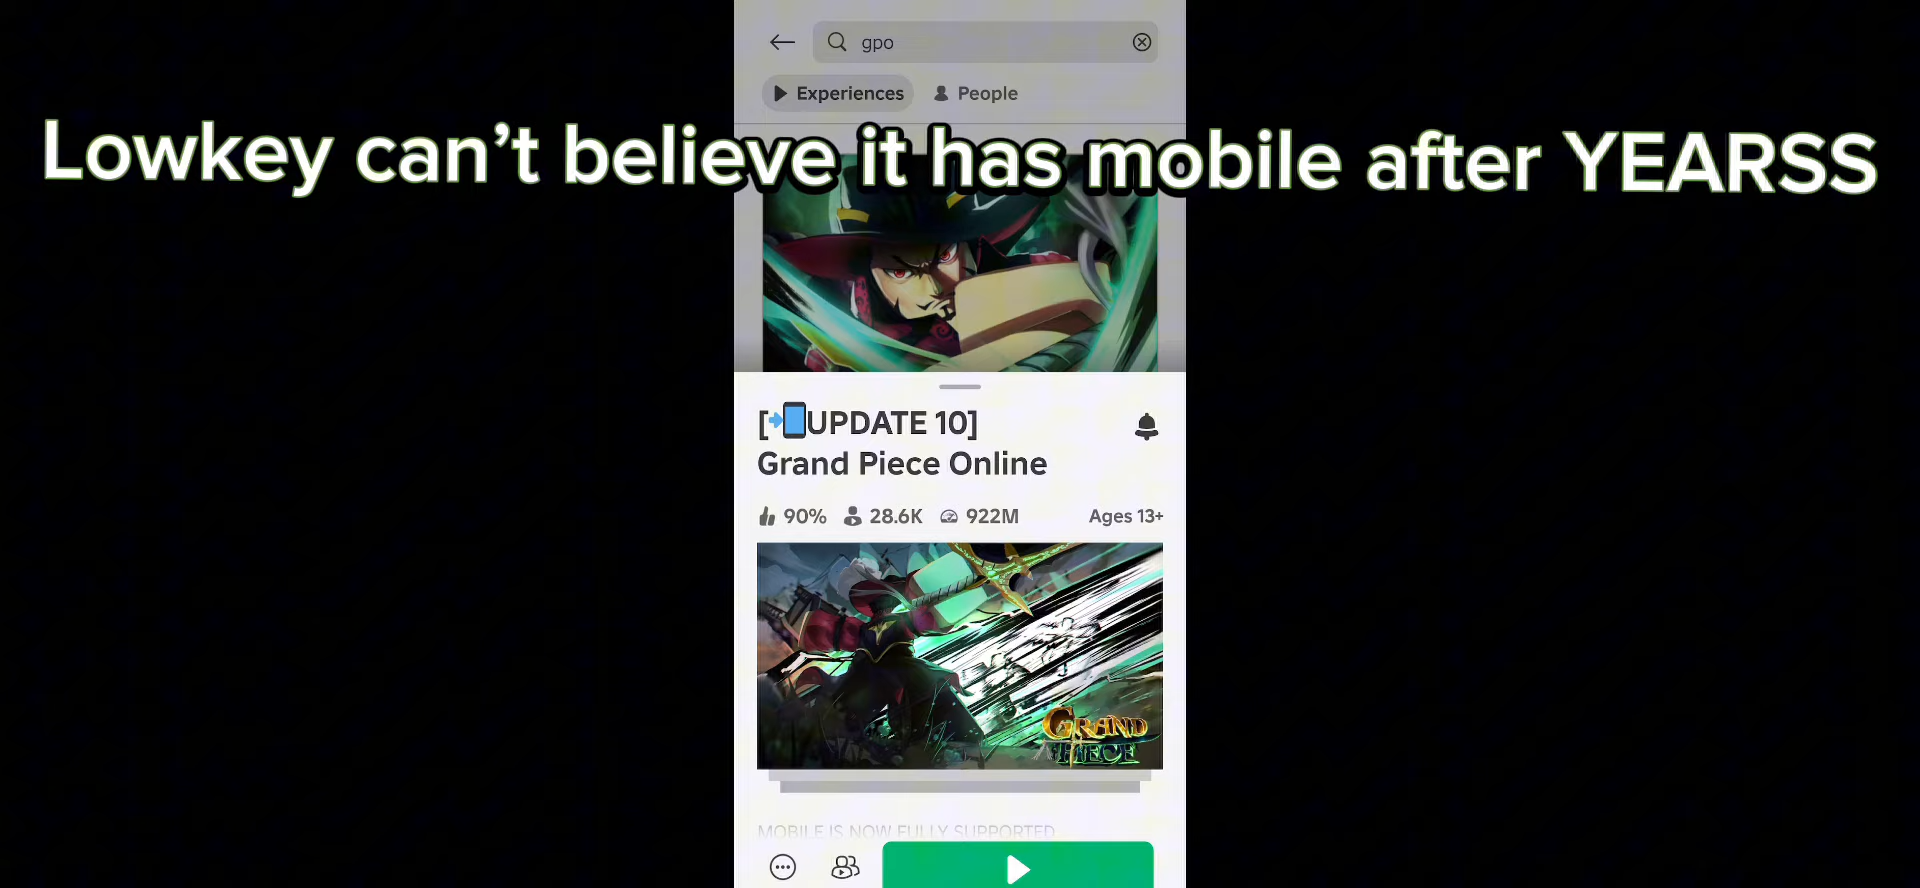 gpo
Experiences People
Lowkey can't believe it has mobile after YEARSS
[UPDATE 10]
Grand Piece Online
90% 28.6K 922M Ages 13+
GRAND
PIECE
MOBILE IS NOW FULLY SUPPORTED